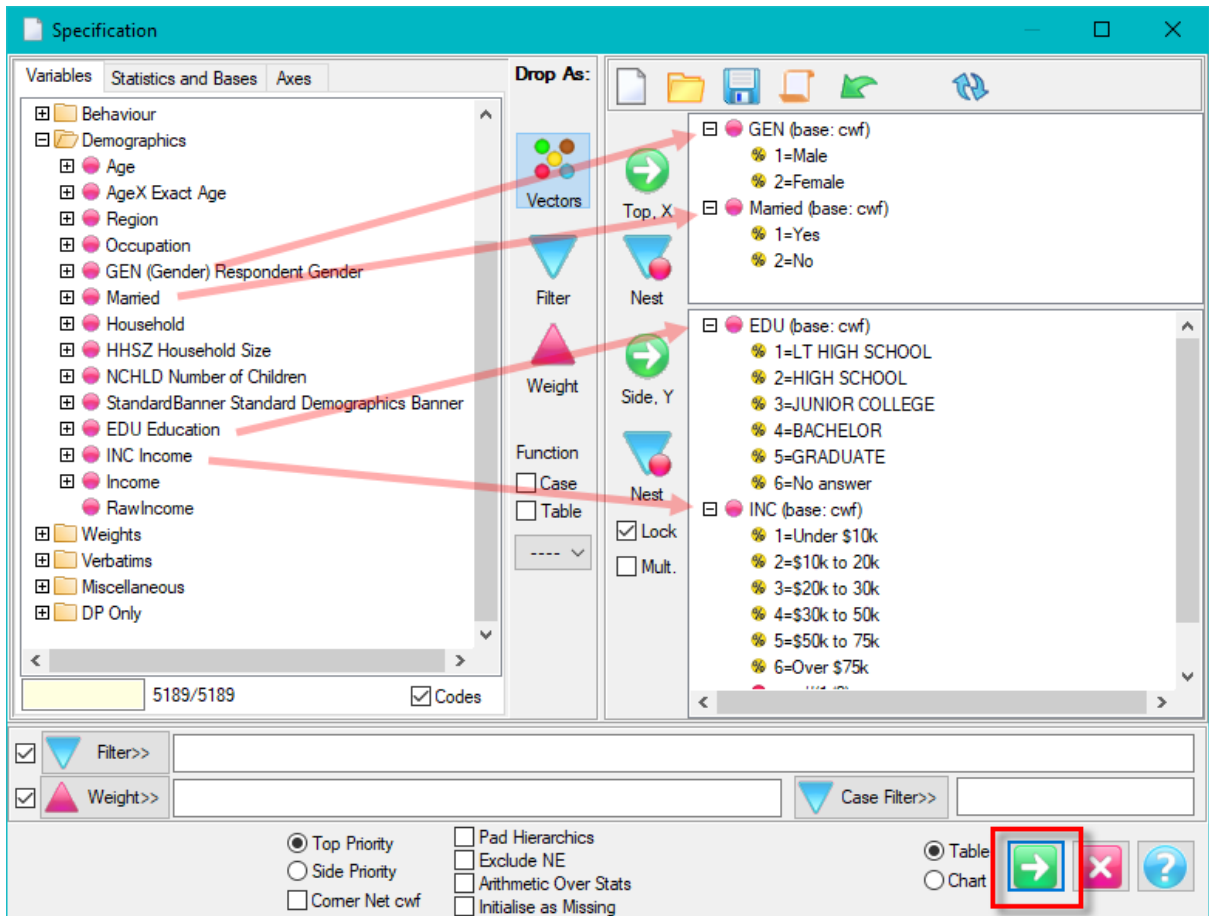 Specification
Variables
Statistics and Bases
Axes
Behaviour
Demographics
Age
AgeX Exact Age
Region
Occupation
GEN (Gender) Respondent Gender
Married
Household
HHSZ Household Size
NCHLD Number of Children
StandardBanner Standard Demographics Banner
EDU Education
INC Income
Income
RawIncome
Weights
Verbatims
Miscellaneous
DP Only
5189/5189
Codes
Drop As:
Vectors
Filter
Weight
Function
Case
Table
----
Top, X
Nest
Side, Y
Nest
Lock
Mult.
GEN (base: cwf)
% 1=Male
% 2=Female
Married (base: cwf)
% 1=Yes
% 2=No
EDU (base: cwf)
% 1=LT HIGH SCHOOL
% 2=HIGH SCHOOL
% 3=JUNIOR COLLEGE
% 4=BACHELOR
% 5=GRADUATE
% 6=No answer
INC (base: cwf)
% 1=Under $10k
% 2=$10k to 20k
% 3=$20k to 30k
% 4=$30k to 50k
% 5=$50k to 75k
% 6=Over $75k
Filter>>
Weight>>
Case Filter>>
Top Priority
Side Priority
Corner Net cwf
Pad Hierarchics
Exclude NE
Arithmetic Over Stats
Initialise as Missing
Table
Chart
?